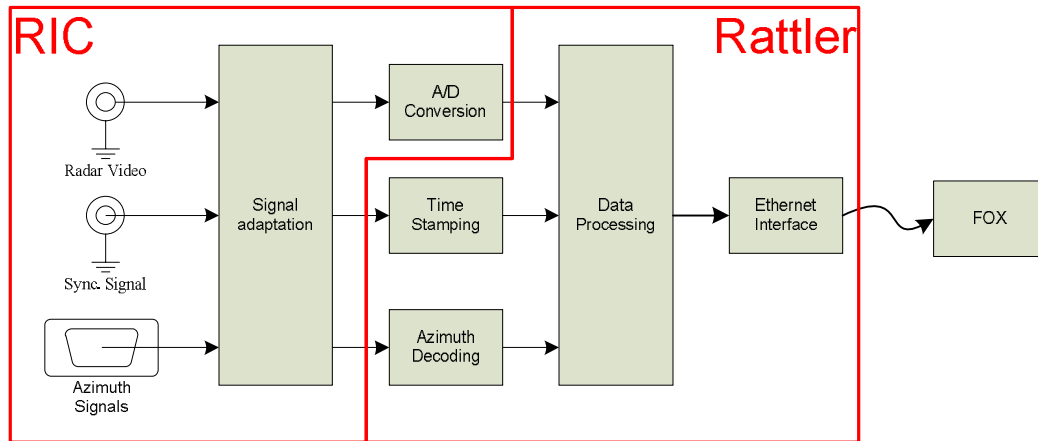 RIC
Rattler
Radar Video
Sync. Signal
Azimuth
Signals
Signal
adaptation
A/D
Conversion
Time
Stamping
Azimuth
Decoding
Data
Processing
Ethernet
Interface
FOX